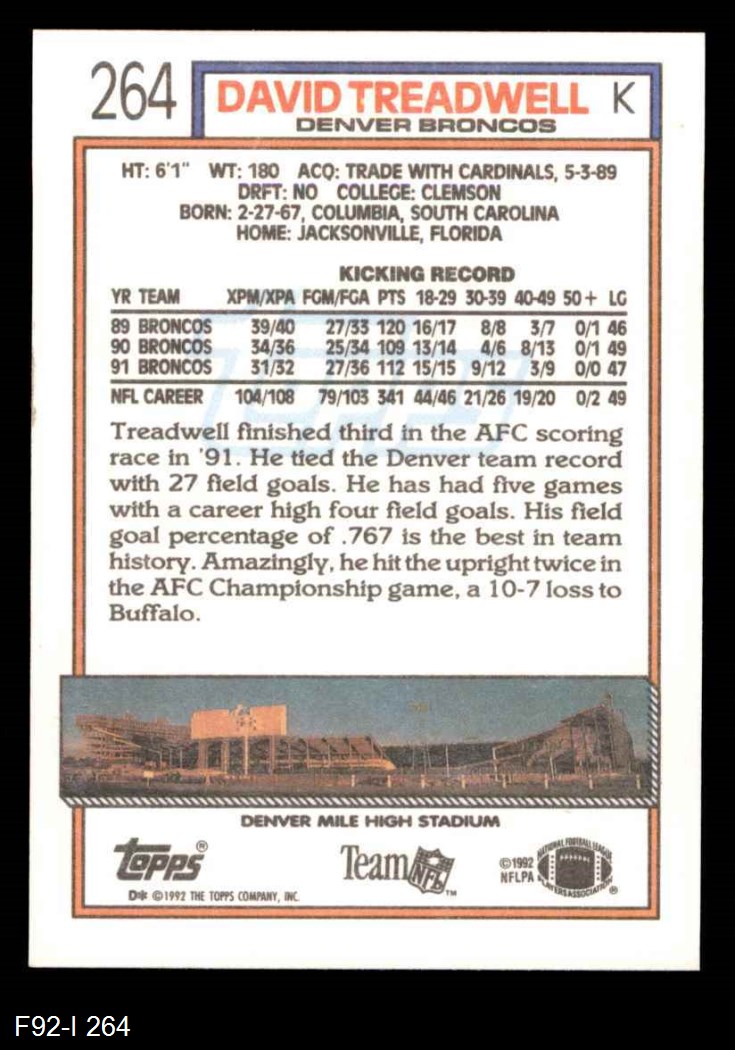 264 DAVID TREADWELL K
DENVER BRONCOS
HT: 6'1" WT: 180 ACQ: TRADE WITH CARDINALS, 5-3-89
DRFT: NO COLLEGE: CLEMSON
BORN: 2-27-67, COLUMBIA, SOUTH CAROLINA
HOME: JACKSONVILLE, FLORIDA
KICKING RECORD
YR TEAM XPM/XPA FGM/FGA PTS 18-29 30-39 40-49 50+ LG
89 BRONCOS 39/40 27/33 120 16/17 8/8 3/7 0/1 46
90 BRONCOS 34/36 25/34 109 13/14 4/6 8/13 0/1 49
91 BRONCOS 31/32 27/36 112 15/15 9/12 3/9 0/0 47
NFL CAREER 104/108 79/103 341 44/46 21/26 19/20 0/2 49
Treadwell finished third in the AFC scoring
race in '91. He tied the Denver team record
with 27 field goals. He has had five games
with a career high four field goals. His field
goal percentage of .767 is the best in team
history. Amazingly, he hit the upright twice in
the AFC Championship game, a 10-7 loss to
Buffalo.
DENVER MILE HIGH STADIUM
topps® Team NFL™ ©1992 NFLPA NATIONAL FOOTBALL LEAGUE PLAYERS ASSOCIATION ®
D* ©1992 THE TOPPS COMPANY, INC.
F92-I 264